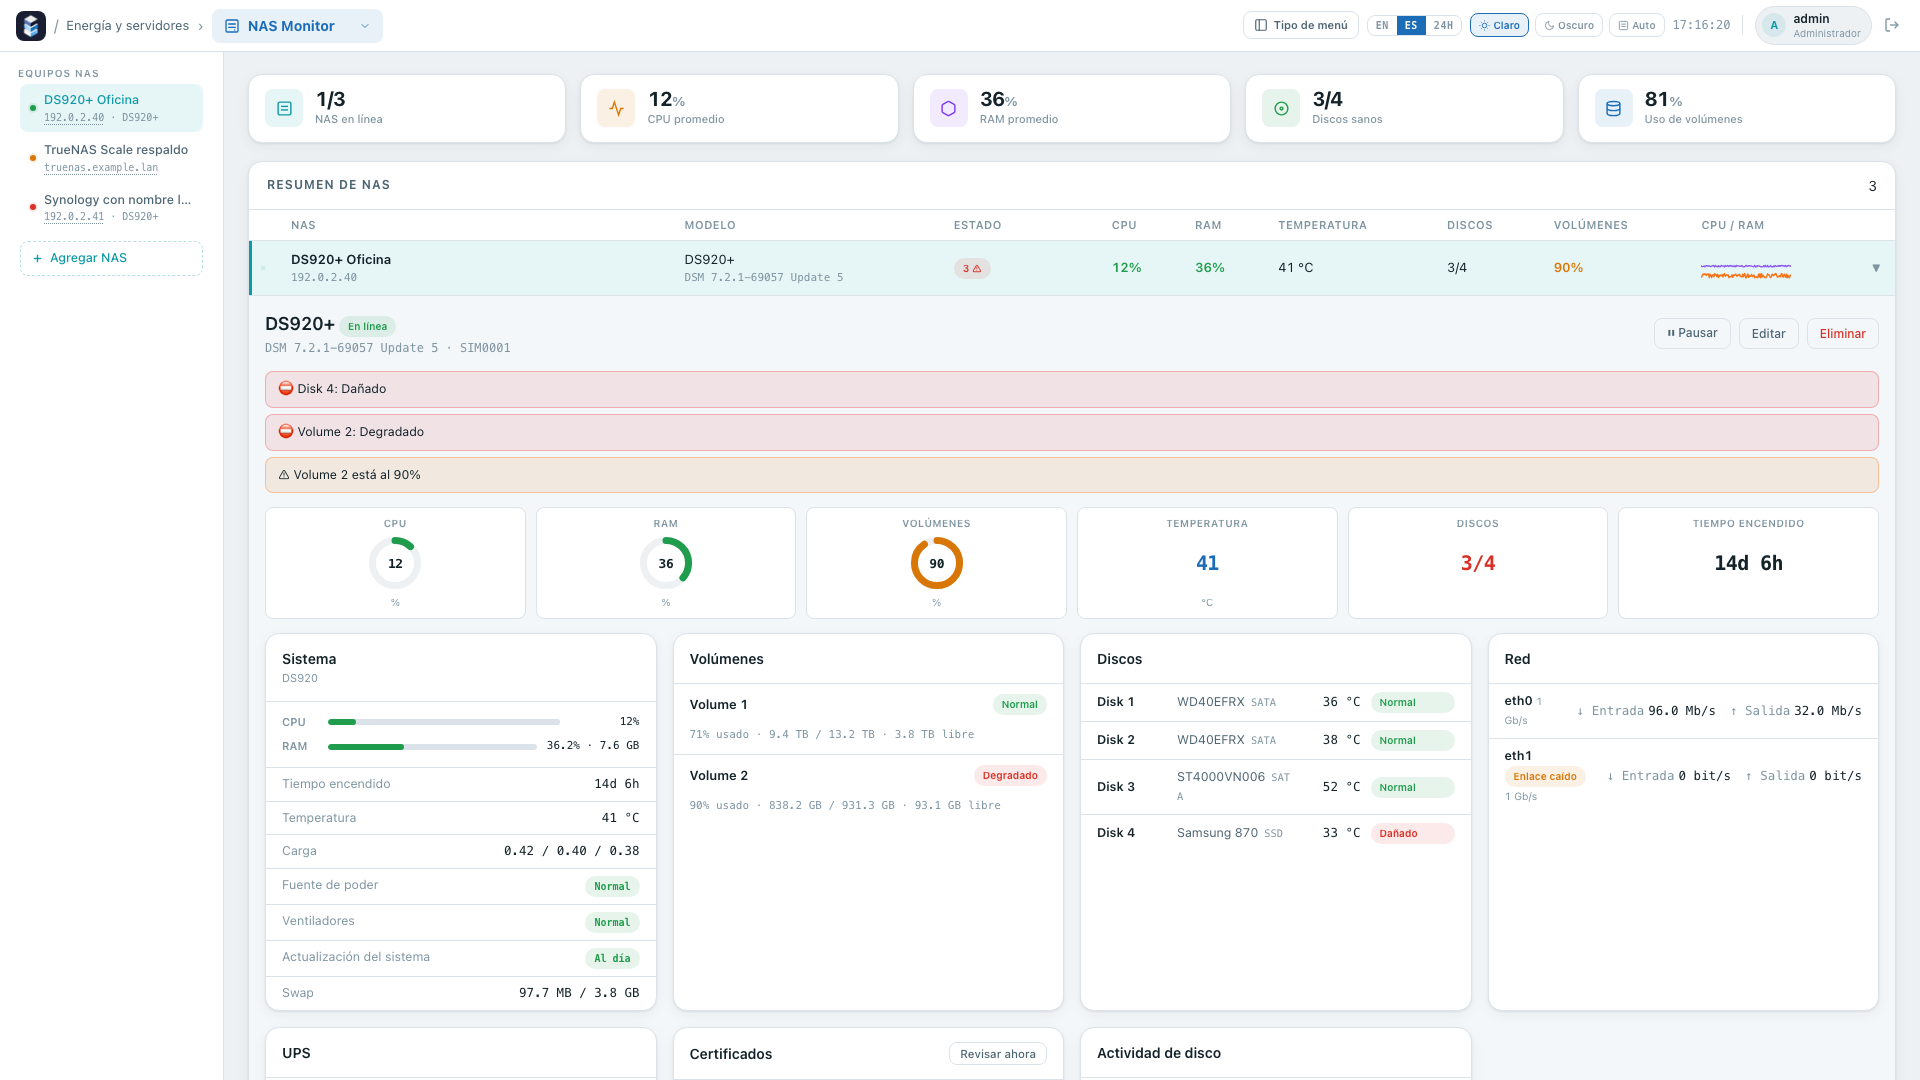 / Energía y servidores › NAS Monitor
Tipo de menú
EN ES 24H
Claro
Oscuro
Auto
17:16:20
A
admin
Administrador
EQUIPOS NAS
DS920+ Oficina
192.0.2.40 · DS920+
TrueNAS Scale respaldo
truenas.example.lan
Synology con nombre l...
192.0.2.41 · DS920+
+ Agregar NAS
1/3
NAS en línea
12%
CPU promedio
36%
RAM promedio
3/4
Discos sanos
81%
Uso de volúmenes
RESUMEN DE NAS
3
NAS MODELO ESTADO CPU RAM TEMPERATURA DISCOS VOLÚMENES CPU / RAM
DS920+ Oficina
192.0.2.40
DS920+
DSM 7.2.1-69057 Update 5
3 ⚠
12% 36% 41 °C 3/4 90%
▼
DS920+ En línea
DSM 7.2.1-69057 Update 5 · SIM0001
Pausar
Editar
Eliminar
Disk 4: Dañado
Volume 2: Degradado
⚠ Volume 2 está al 90%
CPU
12
%
RAM
36
%
VOLÚMENES
90
%
TEMPERATURA
41
°C
DISCOS
3/4
TIEMPO ENCENDIDO
14d 6h
Sistema
DS920
CPU 12%
RAM 36.2% · 7.6 GB
Tiempo encendido 14d 6h
Temperatura 41 °C
Carga 0.42 / 0.40 / 0.38
Fuente de poder Normal
Ventiladores Normal
Actualización del sistema Al día
Swap 97.7 MB / 3.8 GB
Volúmenes
Volume 1 Normal
71% usado · 9.4 TB / 13.2 TB · 3.8 TB libre
Volume 2 Degradado
90% usado · 838.2 GB / 931.3 GB · 93.1 GB libre
Discos
Disk 1 WD40EFRX SATA 36 °C Normal
Disk 2 WD40EFRX SATA 38 °C Normal
Disk 3 ST4000VN006 SAT
A
52 °C Normal
Disk 4 Samsung 870 SSD 33 °C Dañado
Red
eth0 1
Gb/s
↓ Entrada 96.0 Mb/s ↑ Salida 32.0 Mb/s
eth1
Enlace caído
1 Gb/s
↓ Entrada 0 bit/s ↑ Salida 0 bit/s
UPS
Certificados
Revisar ahora
Actividad de disco